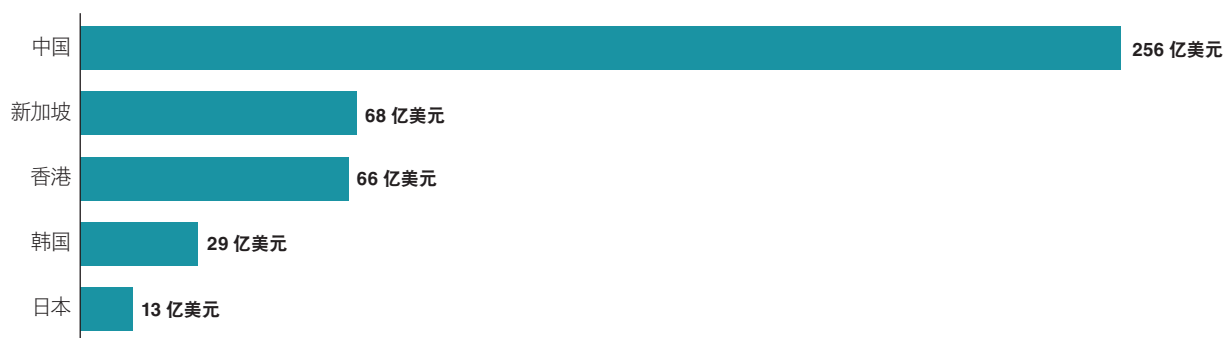 中国 256 亿美元
新加坡 68 亿美元
香港 66 亿美元
韩国 29 亿美元
日本 13 亿美元